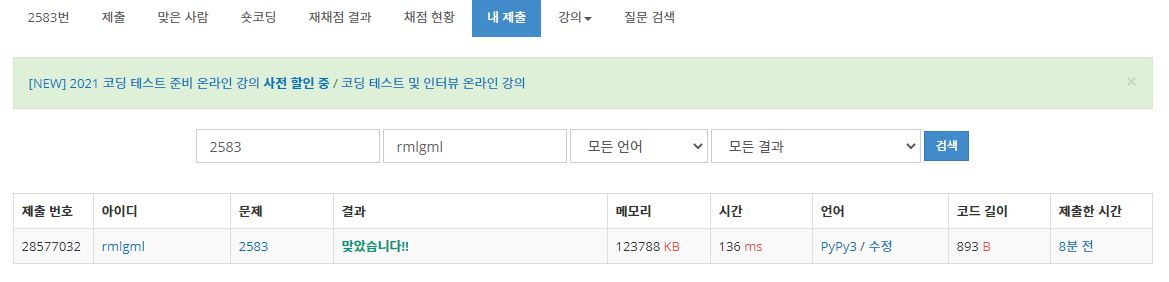 2583번 제출 맞은 사람 숏코딩 재채점 결과 채점 현황 내 제출 강의 질문 검색
[NEW] 2021 코딩 테스트 준비 온라인 강의 사전 할인 중 / 코딩 테스트 및 인터뷰 온라인 강의 ×
2583 rmlgml 모든 언어 모든 결과 검색
제출 번호 아이디 문제 결과 메모리 시간 언어 코드 길이 제출한 시간
28577032 rmlgml 2583 맞았습니다!! 123788 KB 136 ms PyPy3 / 수정 893 B 8분 전